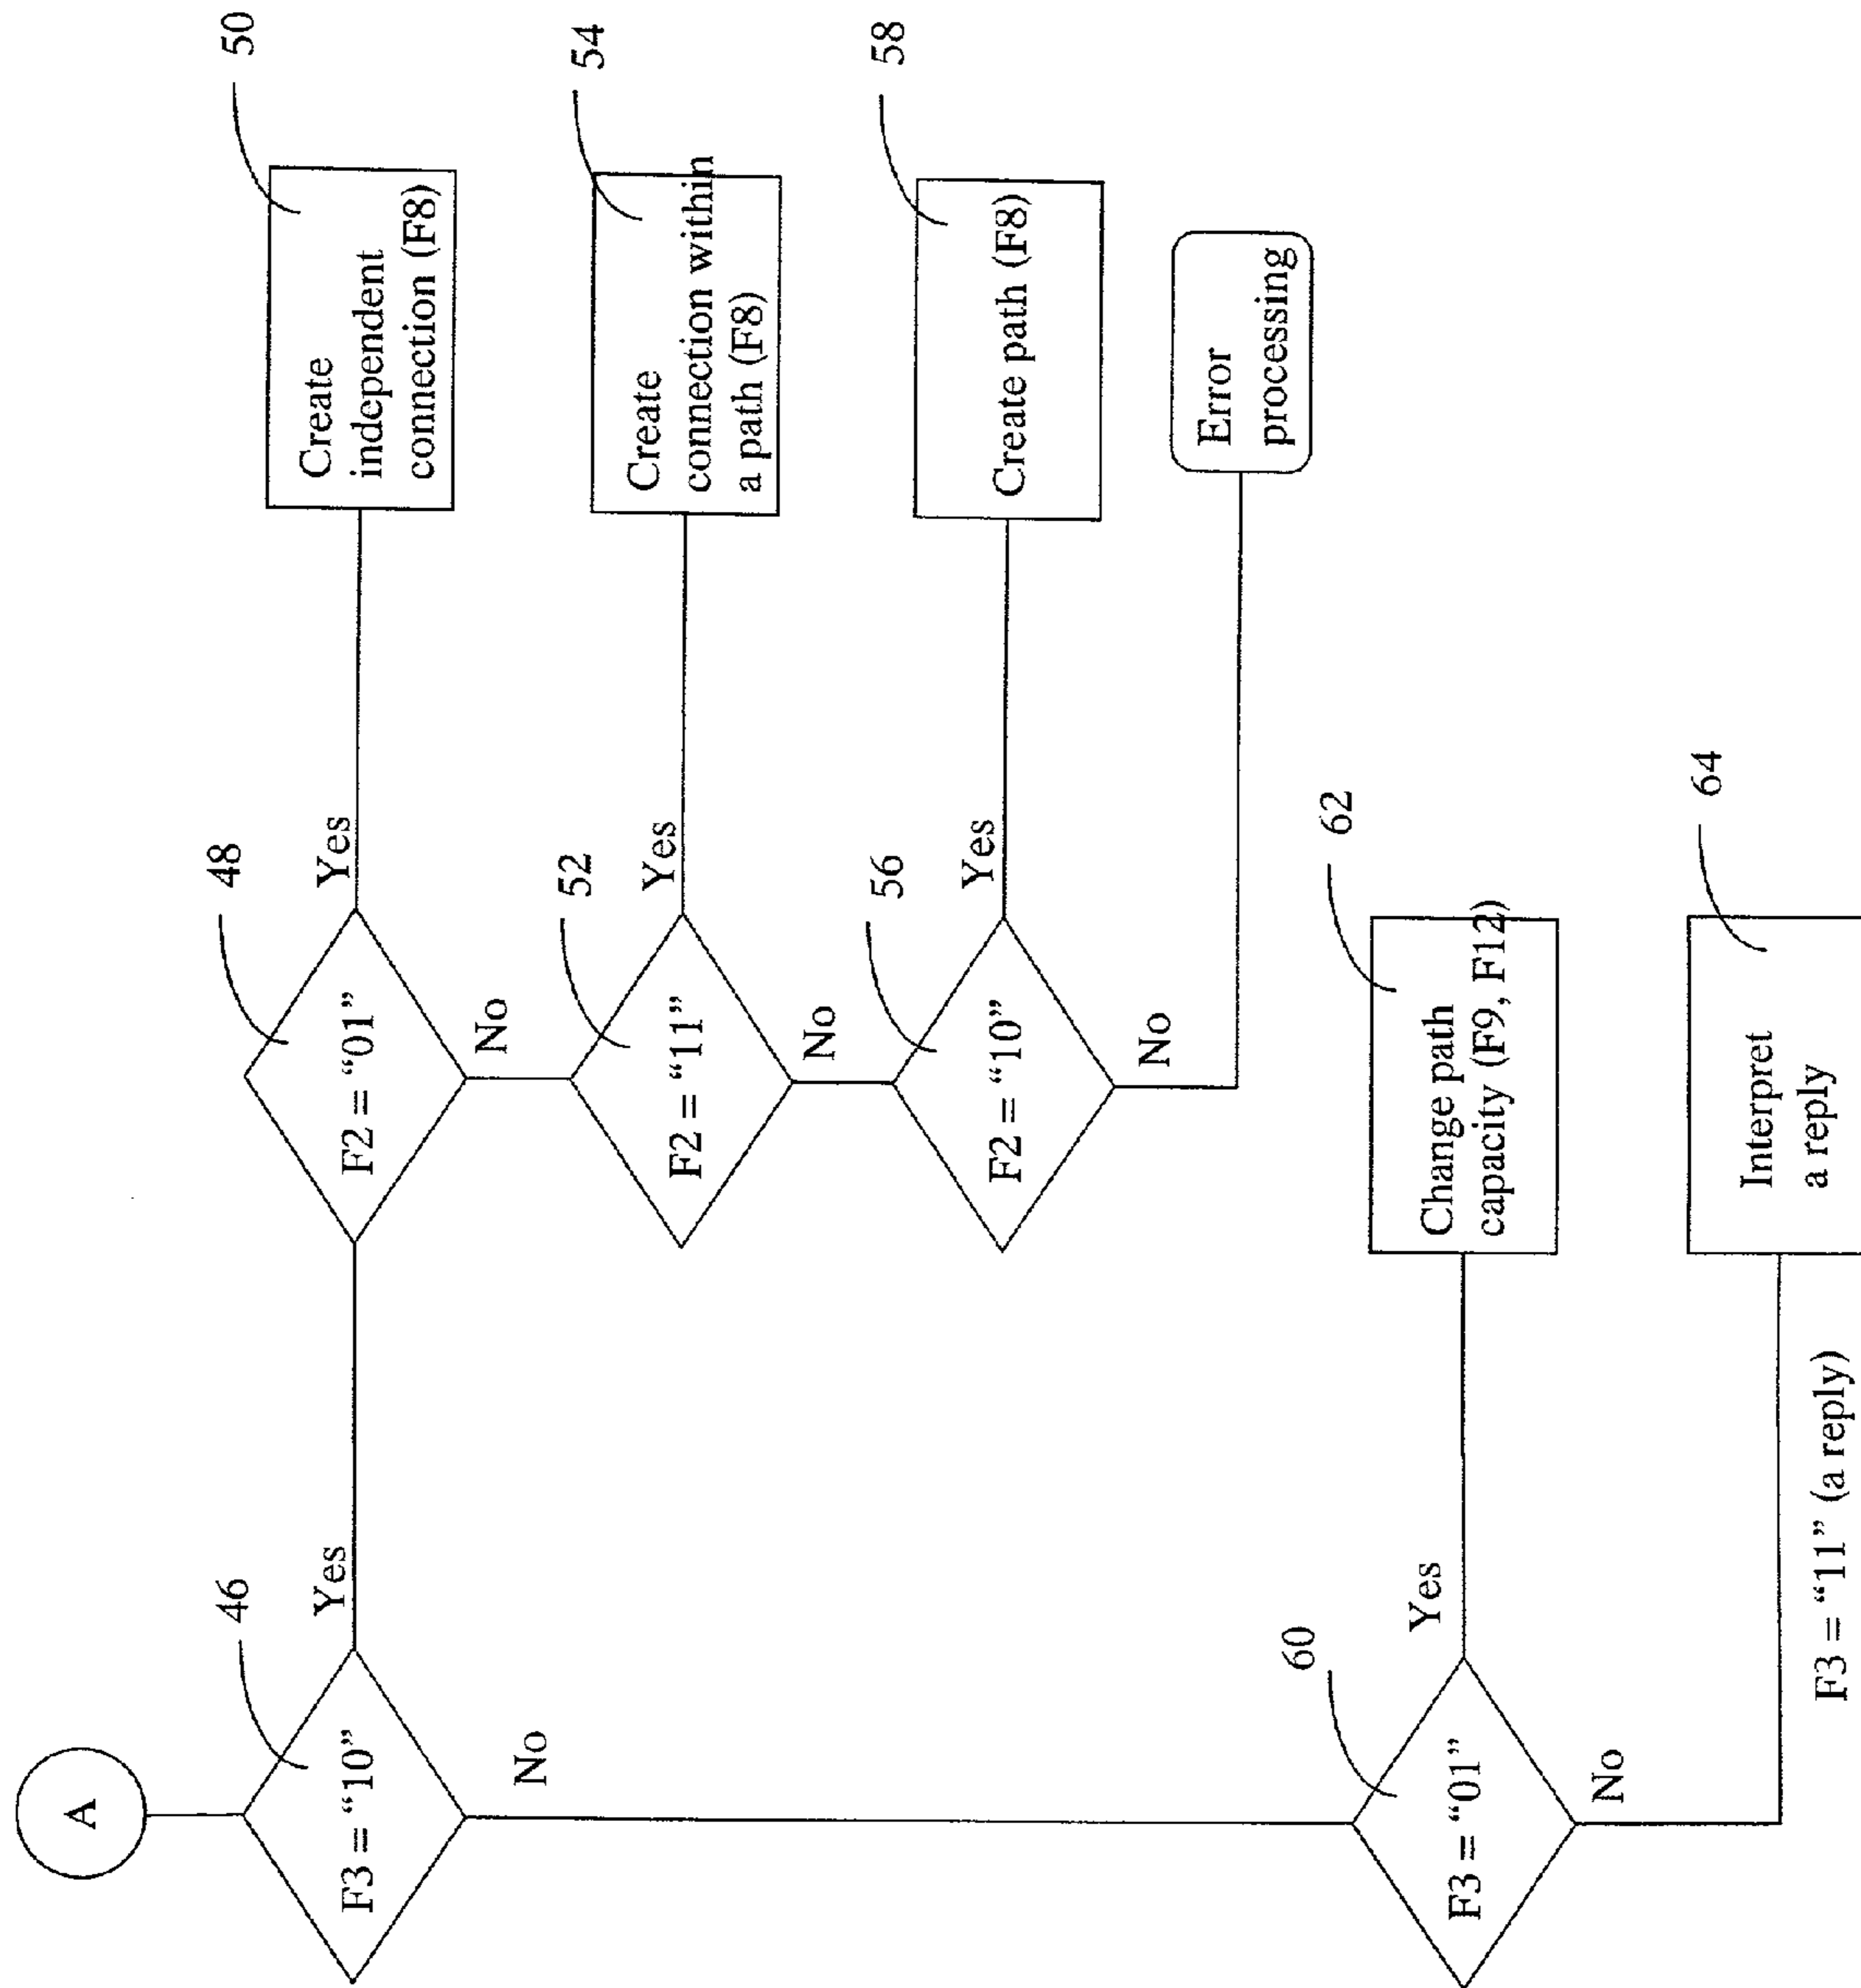 A
46
F3 = “10”
Yes
No
48
F2 = “01”
Yes
No
50
Create
independent
connection (F8)
52
F2 = “11”
Yes
No
54
Create
connection within
a path (F8)
56
F2 = “10”
Yes
No
58
Create path (F8)
Error
processing
60
F3 = “01”
Yes
No
62
Change path
capacity (F9, F12)
F3 = “11” (a reply)
64
Interpret
a reply